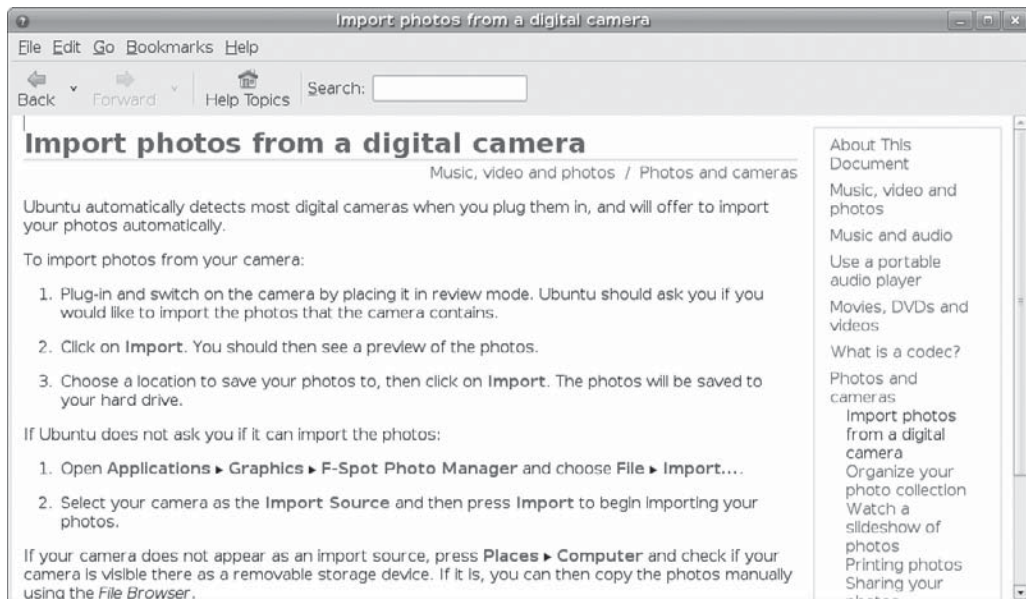 Import photos from a digital camera
File Edit Go Bookmarks Help
Back Forward Help Topics Search:
Import photos from a digital camera
Music, video and photos / Photos and cameras
Ubuntu automatically detects most digital cameras when you plug them in, and will offer to import
your photos automatically.
To import photos from your camera:
1. Plug-in and switch on the camera by placing it in review mode. Ubuntu should ask you if you
would like to import the photos that the camera contains.
2. Click on Import. You should then see a preview of the photos.
3. Choose a location to save your photos to, then click on Import. The photos will be saved to
your hard drive.
If Ubuntu does not ask you if it can import the photos:
1. Open Applications ▸ Graphics ▸ F-Spot Photo Manager and choose File ▸ Import....
2. Select your camera as the Import Source and then press Import to begin importing your
photos.
If your camera does not appear as an import source, press Places ▸ Computer and check if your
camera is visible there as a removable storage device. If it is, you can then copy the photos manually
using the File Browser.
About This
Document
Music, video and
photos
Music and audio
Use a portable
audio player
Movies, DVDs and
videos
What is a codec?
Photos and
cameras
Import photos
from a digital
camera
Organize your
photo collection
Watch a
slideshow of
photos
Printing photos
Sharing your